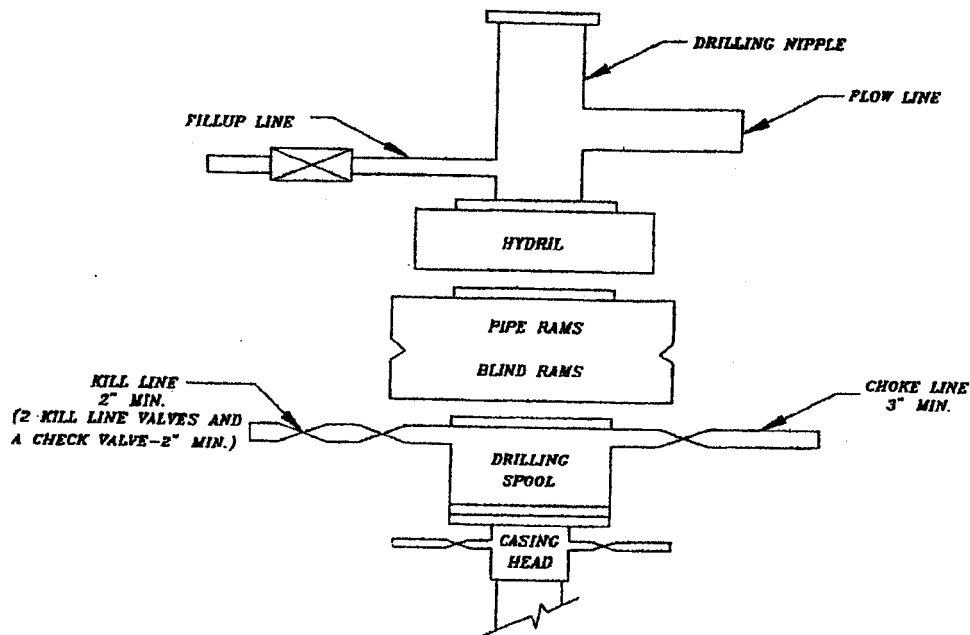 DRILLING NIPPLE
FLOW LINE
FILLUP LINE
HYDRIL
PIPE RAMS
BLIND RAMS
KILL LINE
2" MIN.
(2 KILL LINE VALVES AND
A CHECK VALVE-2" MIN.)
CHOKE LINE
3" MIN.
DRILLING
SPOOL
CASING
HEAD